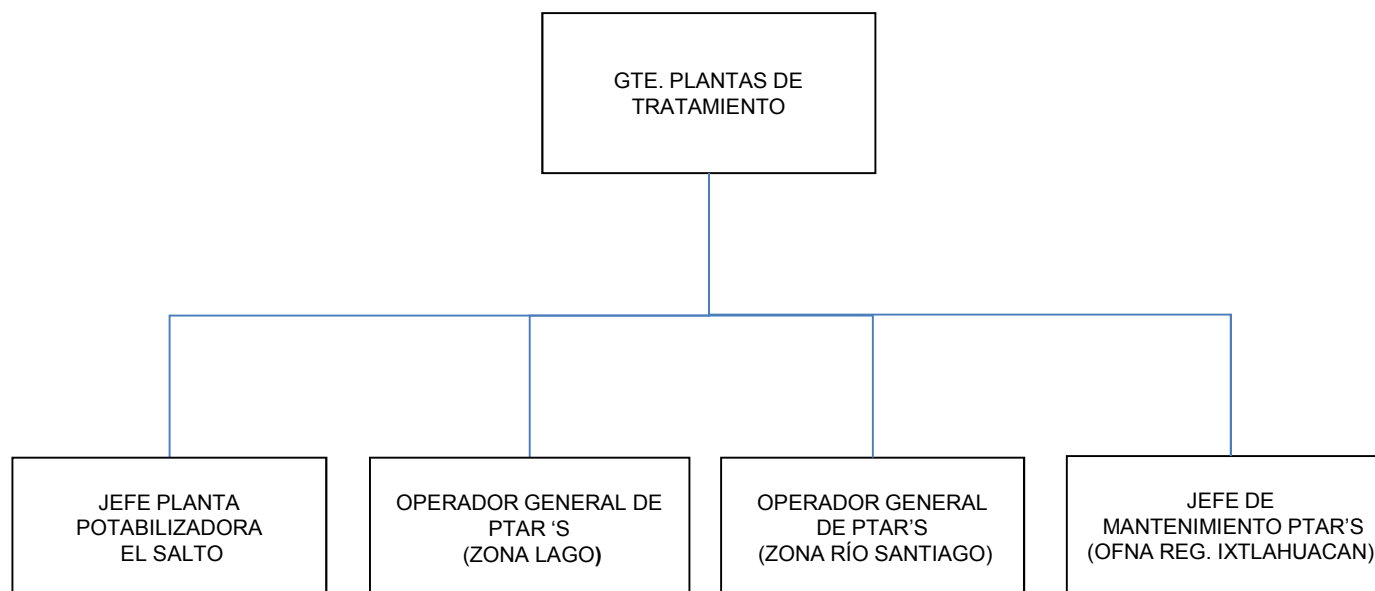 GTE. PLANTAS DE
TRATAMIENTO
JEFE PLANTA
POTABILIZADORA
EL SALTO
OPERADOR GENERAL DE
PTAR ‘S
(ZONA LAGO)
OPERADOR GENERAL
DE PTAR’S
(ZONA RÍO SANTIAGO)
JEFE DE
MANTENIMIENTO PTAR’S
(OFNA REG. IXTLAHUACAN)